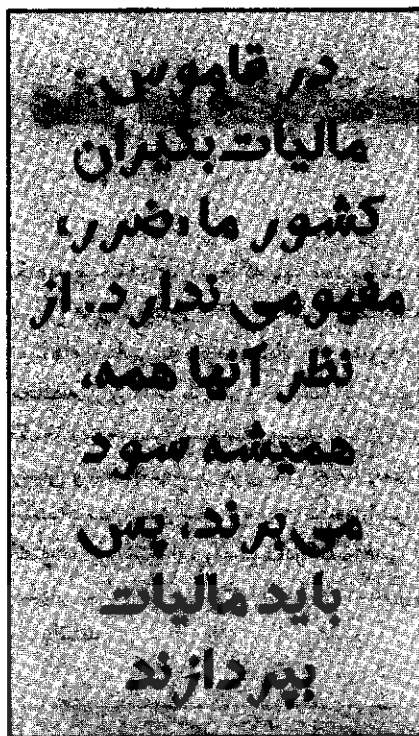 در قاموس
مالیات بگیران
کشور ما، ضرر،
مفهومی ندارد. از
نظر آنها همه،
همیشه سود
می‌برند، پس
باید مالیات
بپردازند